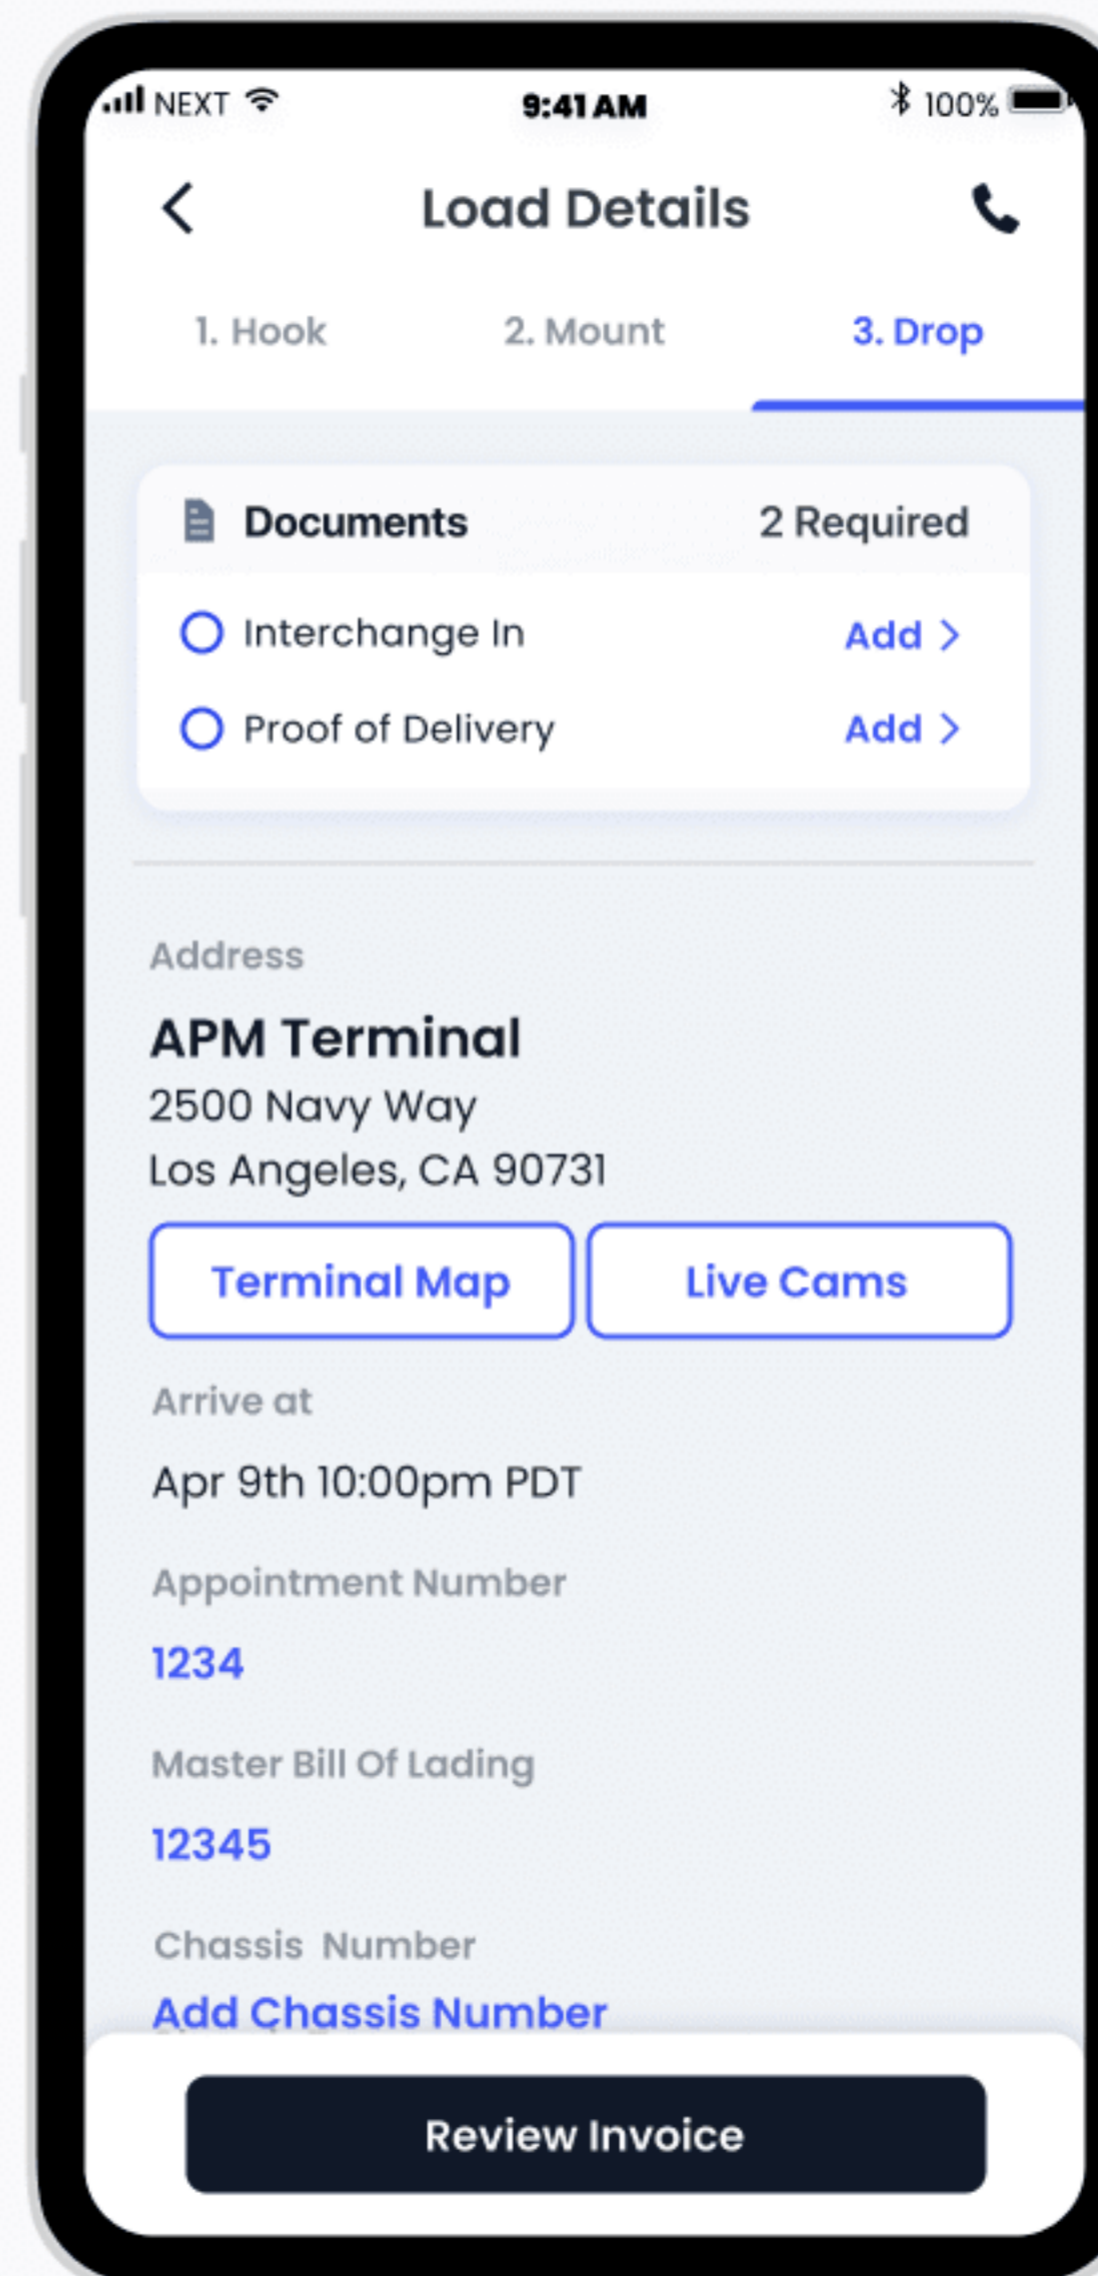 NEXT 9:41 AM 100%
Load Details
1. Hook 2. Mount 3. Drop
Documents 2 Required
Interchange In Add >
Proof of Delivery Add >
Address
APM Terminal
2500 Navy Way
Los Angeles, CA 90731
Terminal Map Live Cams
Arrive at
Apr 9th 10:00pm PDT
Appointment Number
1234
Master Bill Of Lading
12345
Chassis Number
Add Chassis Number
Review Invoice